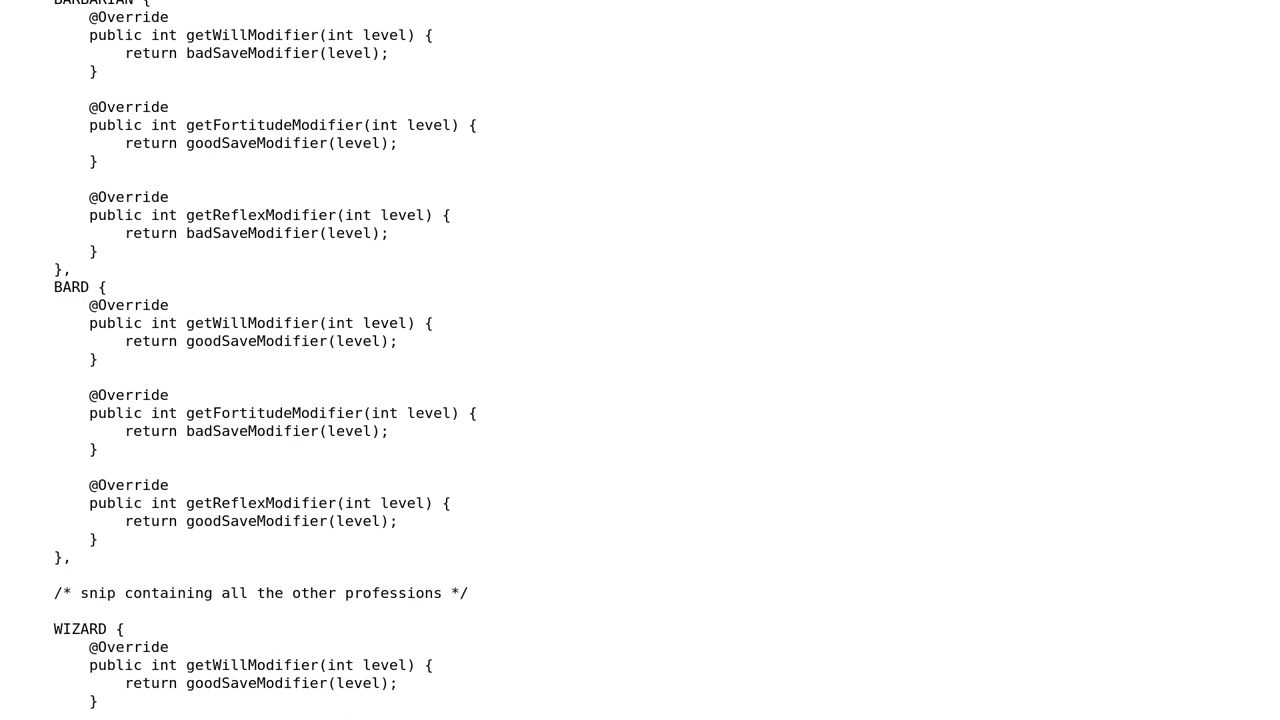 BARBARIAN {
    @Override
    public int getWillModifier(int level) {
        return badSaveModifier(level);
    }

    @Override
    public int getFortitudeModifier(int level) {
        return goodSaveModifier(level);
    }

    @Override
    public int getReflexModifier(int level) {
        return badSaveModifier(level);
    }
},
BARD {
    @Override
    public int getWillModifier(int level) {
        return goodSaveModifier(level);
    }

    @Override
    public int getFortitudeModifier(int level) {
        return badSaveModifier(level);
    }

    @Override
    public int getReflexModifier(int level) {
        return goodSaveModifier(level);
    }
},

/* snip containing all the other professions */

WIZARD {
    @Override
    public int getWillModifier(int level) {
        return goodSaveModifier(level);
    }